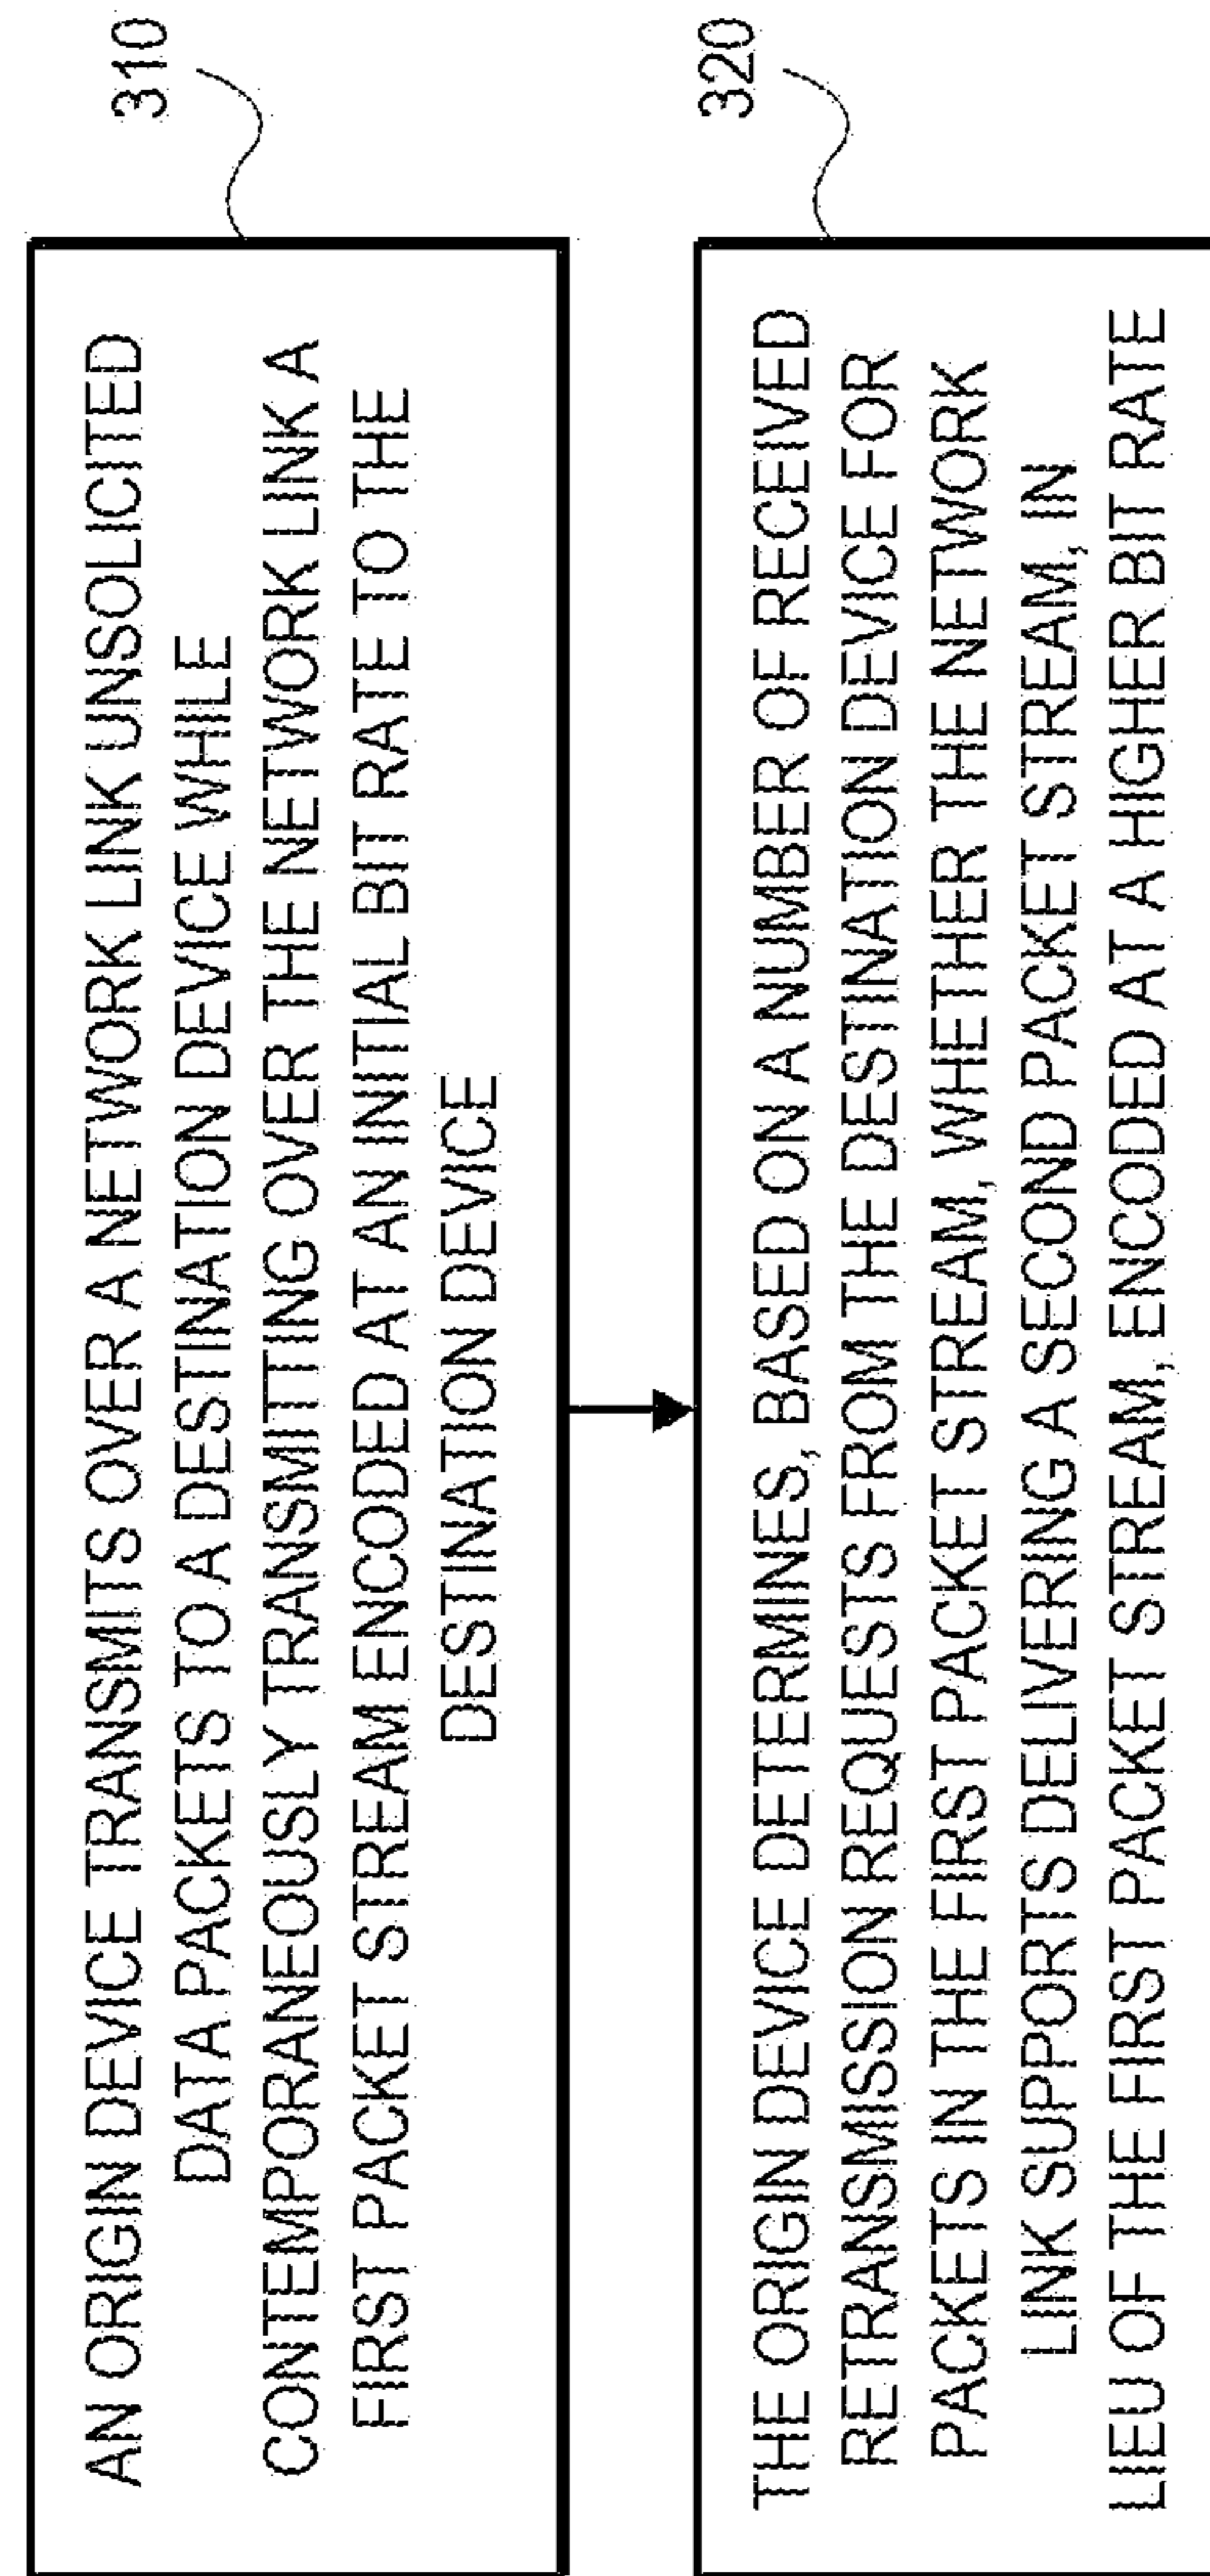 310
AN ORIGIN DEVICE TRANSMITS OVER A NETWORK LINK UNSOLICITED
DATA PACKETS TO A DESTINATION DEVICE WHILE
CONTEMPORANEOUSLY TRANSMITTING OVER THE NETWORK LINK A
FIRST PACKET STREAM ENCODED AT AN INITIAL BIT RATE TO THE
DESTINATION DEVICE
320
THE ORIGIN DEVICE DETERMINES, BASED ON A NUMBER OF RECEIVED
RETRANSMISSION REQUESTS FROM THE DESTINATION DEVICE FOR
PACKETS IN THE FIRST PACKET STREAM, WHETHER THE NETWORK
LINK SUPPORTS DELIVERING A SECOND PACKET STREAM, IN
LIEU OF THE FIRST PACKET STREAM, ENCODED AT A HIGHER BIT RATE